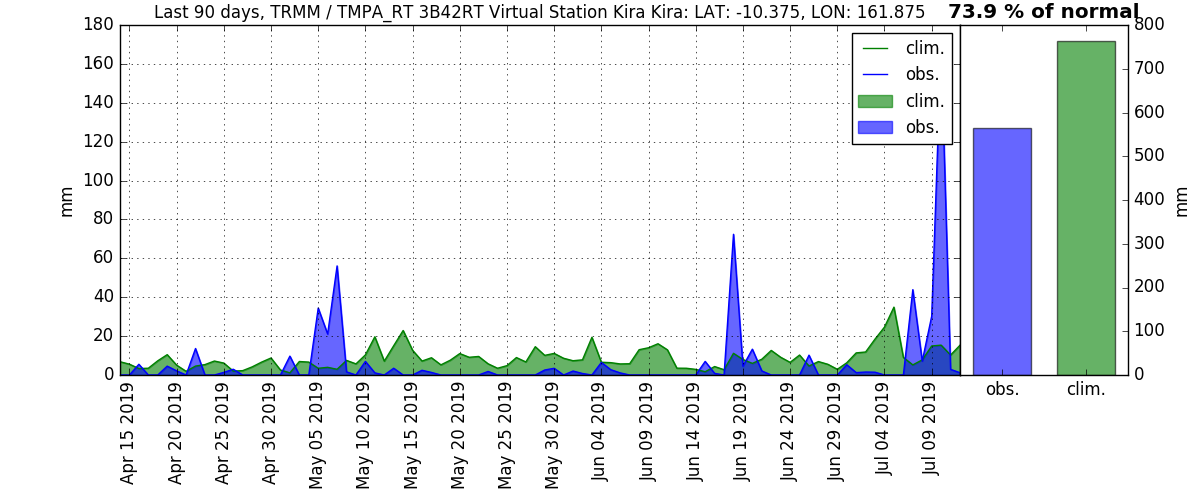 Last 90 days, TRMM / TMPA_RT 3B42RT Virtual Station Kira Kira: LAT: -10.375, LON: 161.875
73.9 % of normal
180
160
140
120
100
80
60
40
20
0
mm
clim.
obs.
clim.
obs.
Apr 15 2019
Apr 20 2019
Apr 25 2019
Apr 30 2019
May 05 2019
May 10 2019
May 15 2019
May 20 2019
May 25 2019
May 30 2019
Jun 04 2019
Jun 09 2019
Jun 14 2019
Jun 19 2019
Jun 24 2019
Jun 29 2019
Jul 04 2019
Jul 09 2019
800
700
600
500
400
300
200
100
0
mm
obs.
clim.